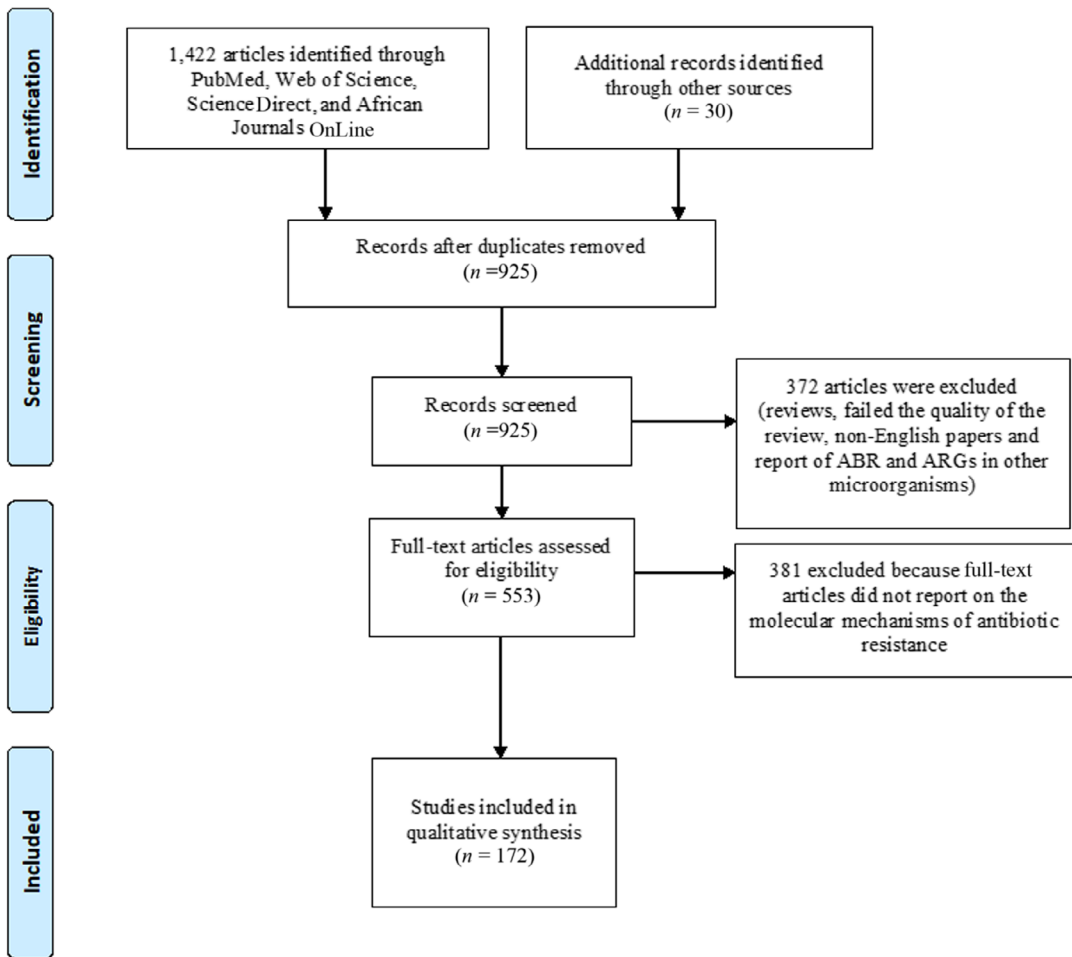 Identification
1,422 articles identified through
PubMed, Web of Science,
ScienceDirect, and African
Journals OnLine
Additional records identified
through other sources
(n = 30)
Records after duplicates removed
(n =925)
Screening
Records screened
(n =925)
372 articles were excluded
(reviews, failed the quality of the
review, non-English papers and
report of ABR and ARGs in other
microorganisms)
Eligibility
Full-text articles assessed
for eligibility
(n = 553)
381 excluded because full-text
articles did not report on the
molecular mechanisms of antibiotic
resistance
Included
Studies included in
qualitative synthesis
(n = 172)